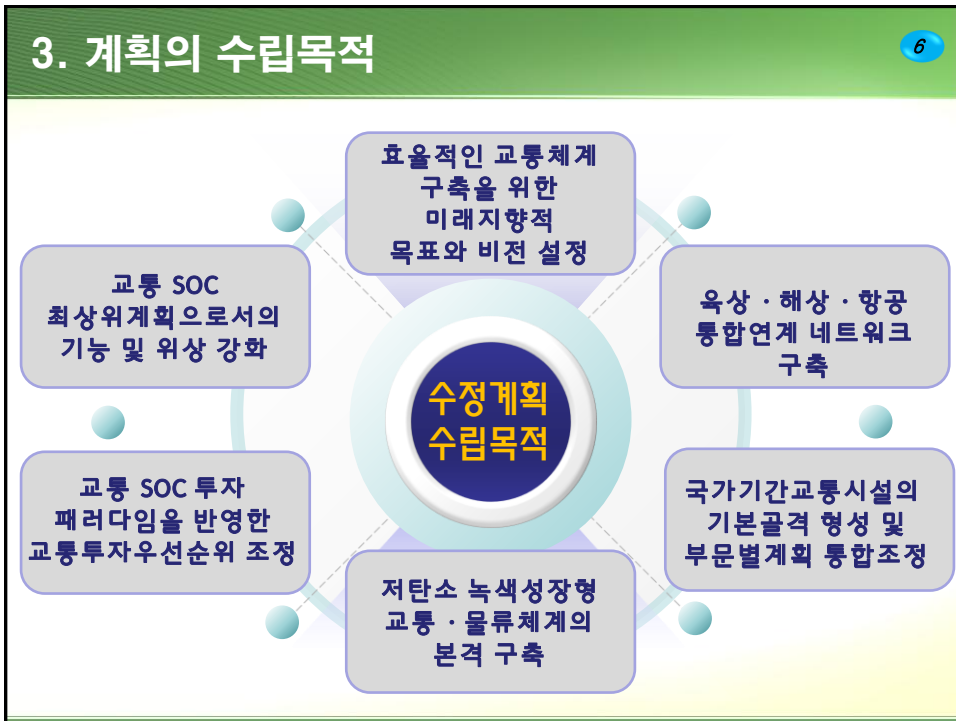 3. 계획의 수립목적
6
효율적인 교통체계
구축을 위한
미래지향적
목표와 비전 설정
교통 SOC
최상위계획으로서의
기능 및 위상 강화
육상 · 해상 · 항공
통합연계 네트워크
구축
수정계획
수립목적
교통 SOC 투자
패러다임을 반영한
교통투자우선순위 조정
국가기간교통시설의
기본골격 형성 및
부문별계획 통합조정
저탄소 녹색성장형
교통 · 물류체계의
본격 구축